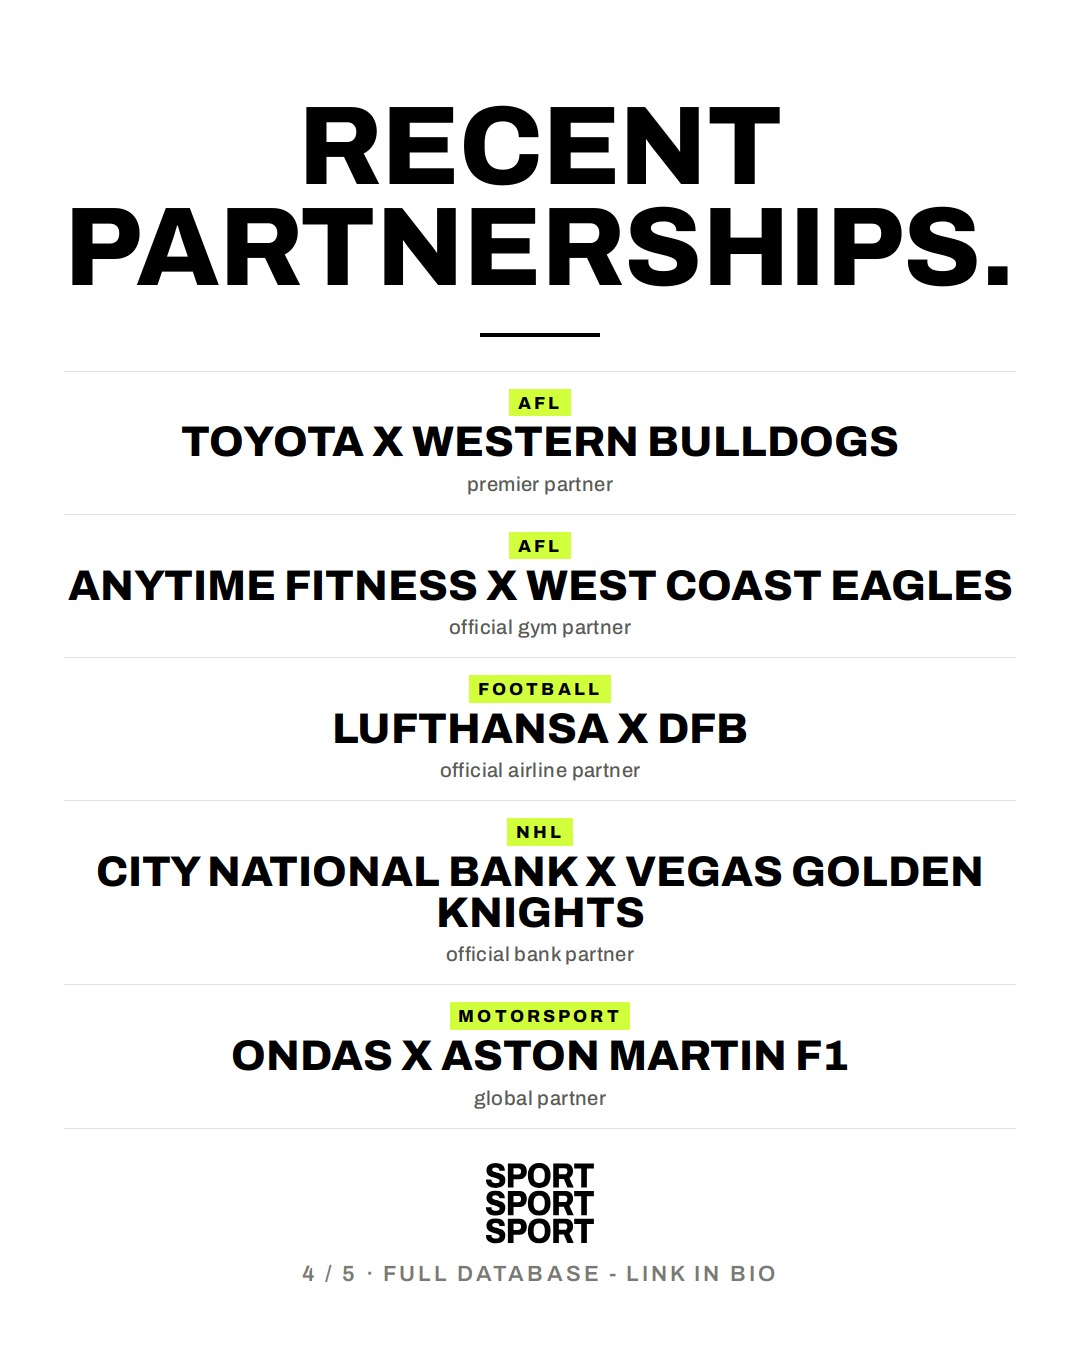 RECENT
PARTNERSHIPS.
AFL
TOYOTA X WESTERN BULLDOGS
premier partner
AFL
ANYTIME FITNESS X WEST COAST EAGLES
official gym partner
FOOTBALL
LUFTHANSA X DFB
official airline partner
NHL
CITY NATIONAL BANK X VEGAS GOLDEN
KNIGHTS
official bank partner
MOTORSPORT
ONDAS X ASTON MARTIN F1
global partner
SPORT
SPORT
SPORT
4 / 5 · FULL DATABASE - LINK IN BIO